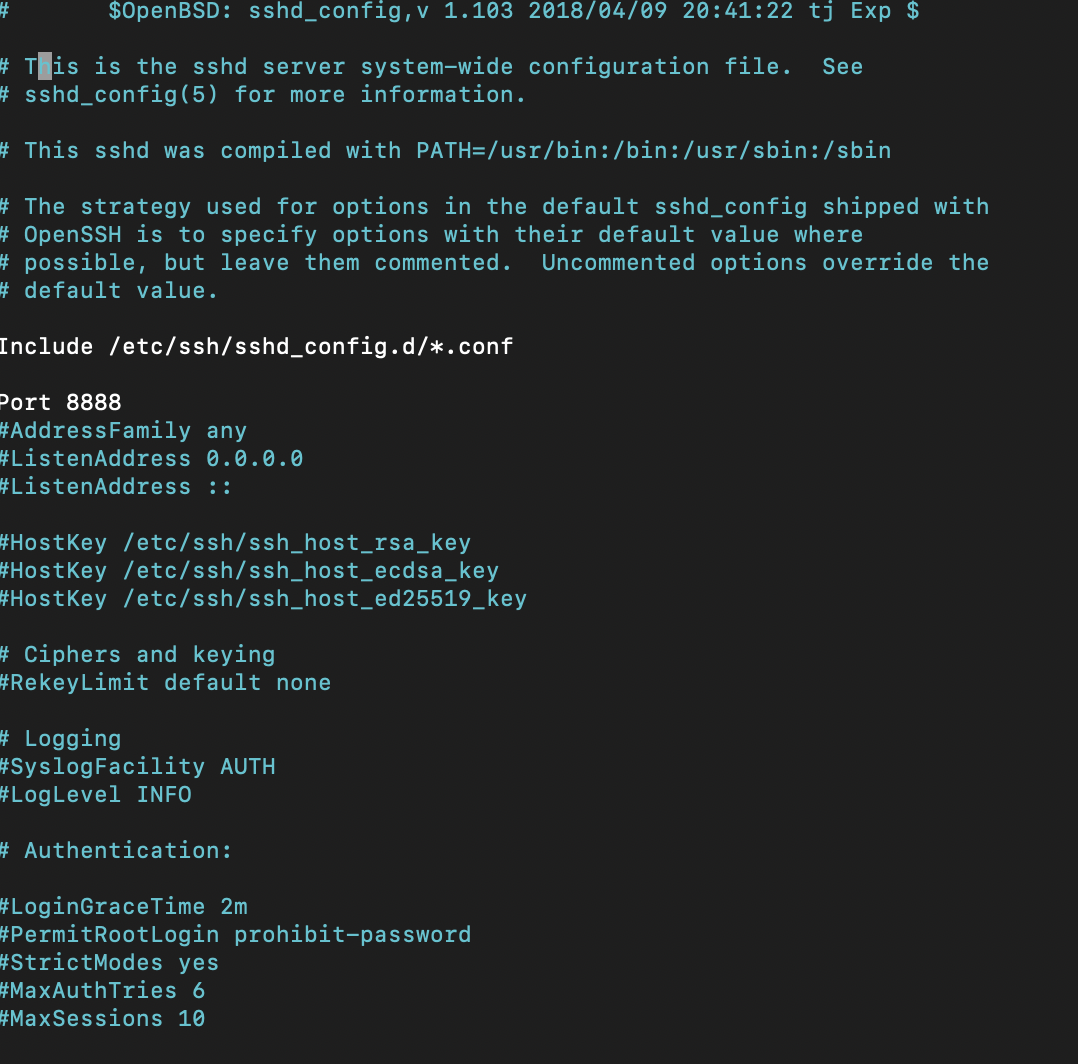 #       $OpenBSD: sshd_config,v 1.103 2018/04/09 20:41:22 tj Exp $
# This is the sshd server system-wide configuration file.  See
# sshd_config(5) for more information.
# This sshd was compiled with PATH=/usr/bin:/bin:/usr/sbin:/sbin
# The strategy used for options in the default sshd_config shipped with
# OpenSSH is to specify options with their default value where
# possible, but leave them commented.  Uncommented options override the
# default value.
Include /etc/ssh/sshd_config.d/*.conf
Port 8888
#AddressFamily any
#ListenAddress 0.0.0.0
#ListenAddress ::
#HostKey /etc/ssh/ssh_host_rsa_key
#HostKey /etc/ssh/ssh_host_ecdsa_key
#HostKey /etc/ssh/ssh_host_ed25519_key
# Ciphers and keying
#RekeyLimit default none
# Logging
#SyslogFacility AUTH
#LogLevel INFO
# Authentication:
#LoginGraceTime 2m
#PermitRootLogin prohibit-password
#StrictModes yes
#MaxAuthTries 6
#MaxSessions 10